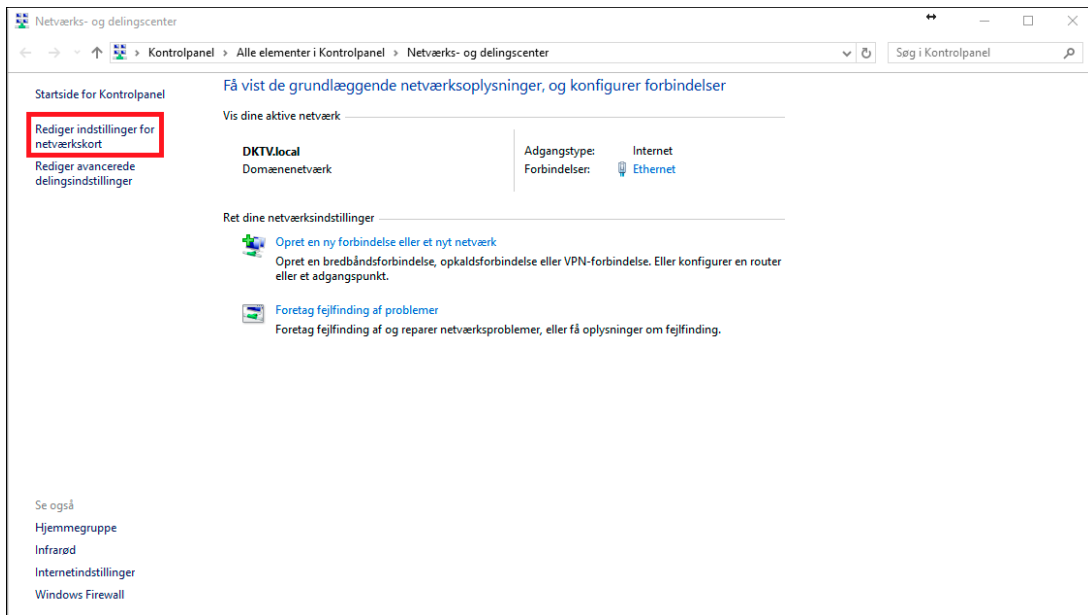 Netværks- og delingscenter
Kontrolpanel > Alle elementer i Kontrolpanel > Netværks- og delingscenter
Søg i Kontrolpanel
Startside for Kontrolpanel
Rediger indstillinger for
netværkskort
Rediger avancerede
delingsindstillinger
Få vist de grundlæggende netværksoplysninger, og konfigurer forbindelser
Vis dine aktive netværk
DKTV.local
Domænenetværk
Adgangstype: Internet
Forbindelser: Ethernet
Ret dine netværksindstillinger
Opret en ny forbindelse eller et nyt netværk
Opret en bredbåndsforbindelse, opkaldsforbindelse eller VPN-forbindelse. Eller konfigurer en router
eller et adgangspunkt.
Foretag fejlfinding af problemer
Foretag fejlfinding af og reparer netværksproblemer, eller få oplysninger om fejlfinding.
Se også
Hjemmegruppe
Infrarød
Internetindstillinger
Windows Firewall